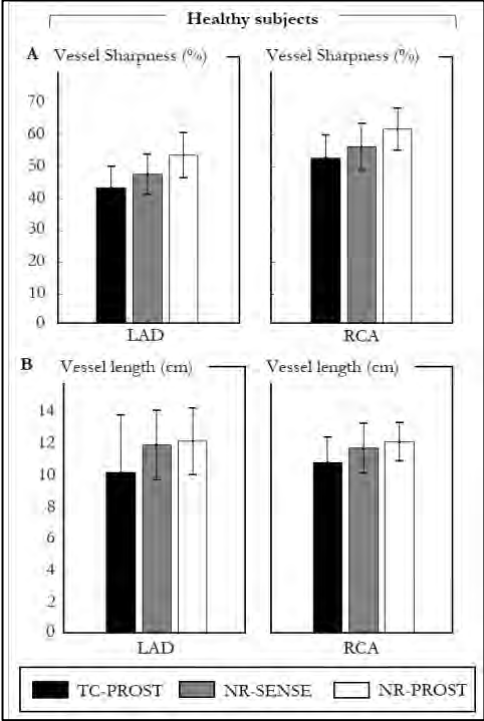 Healthy subjects
A Vessel Sharpness (%)
Vessel Sharpness (%)
70
60
50
40
30
20
10
0
LAD
RCA
B Vessel length (cm)
Vessel length (cm)
14
12
10
8
6
4
2
0
LAD
RCA
TC-PROST NR-SENSE NR-PROST